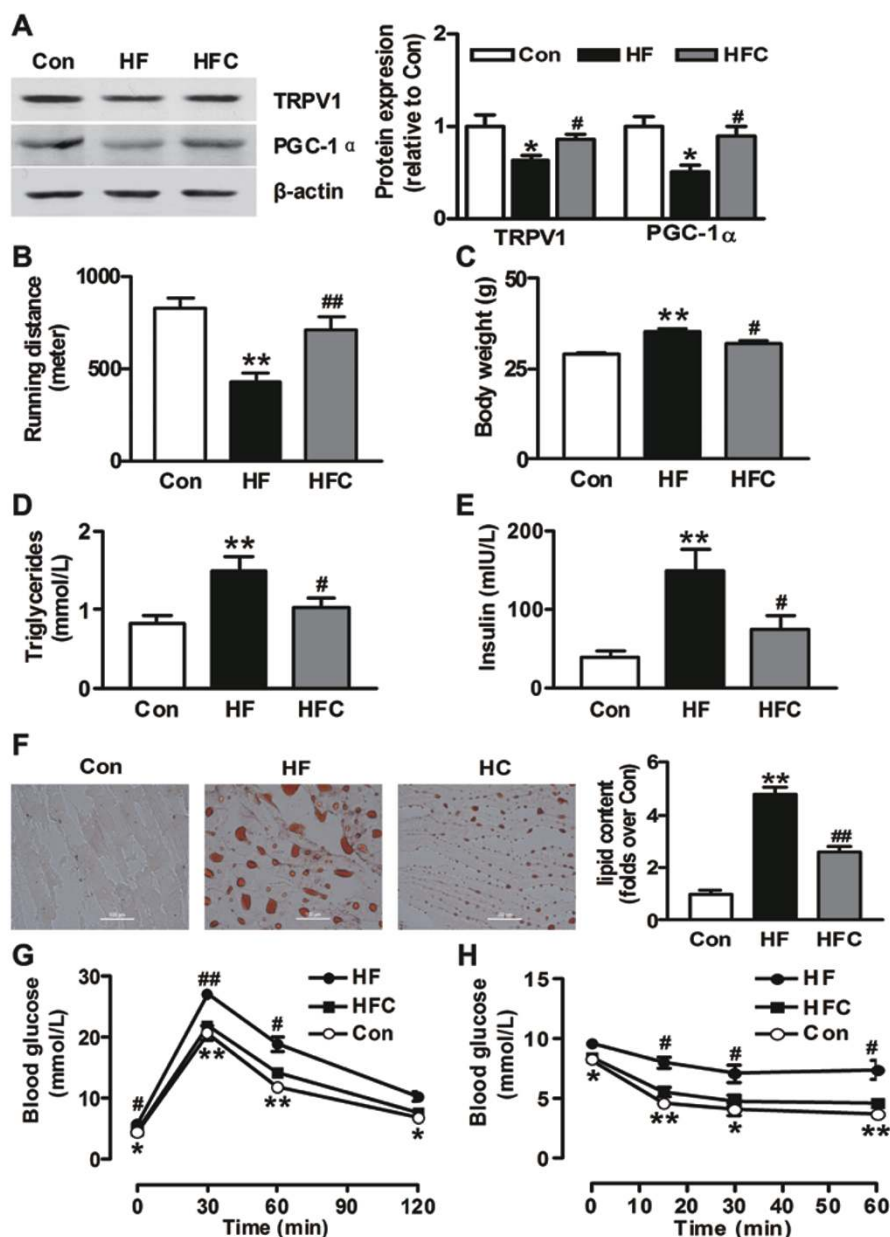 A
Con HF HFC
TRPV1
PGC-1 α
β-actin
Con HF HFC
Protein expresion
(relative to Con)
2
1
0
* # * #
TRPV1 PGC-1α
B
Running distance
(meter)
1000
500
0
** ##
Con HF HFC
C
Body weight (g)
50
25
0
** #
Con HF HFC
D
Triglycerides
(mmol/L)
2
1
0
** #
Con HF HFC
E
Insulin (mIU/L)
200
100
0
** #
Con HF HFC
F
Con HF HC
lipid content
(folds over Con)
6
4
2
0
** ##
Con HF HFC
G
Blood glucose
(mmol/L)
30
20
10
0
HF
HFC
Con
# ## #
* ** ** *
0 30 60 90 120
Time (min)
H
Blood glucose
(mmol/L)
15
10
5
0
HF
HFC
Con
# # #
* ** * **
0 10 20 30 40 50 60
Time (min)